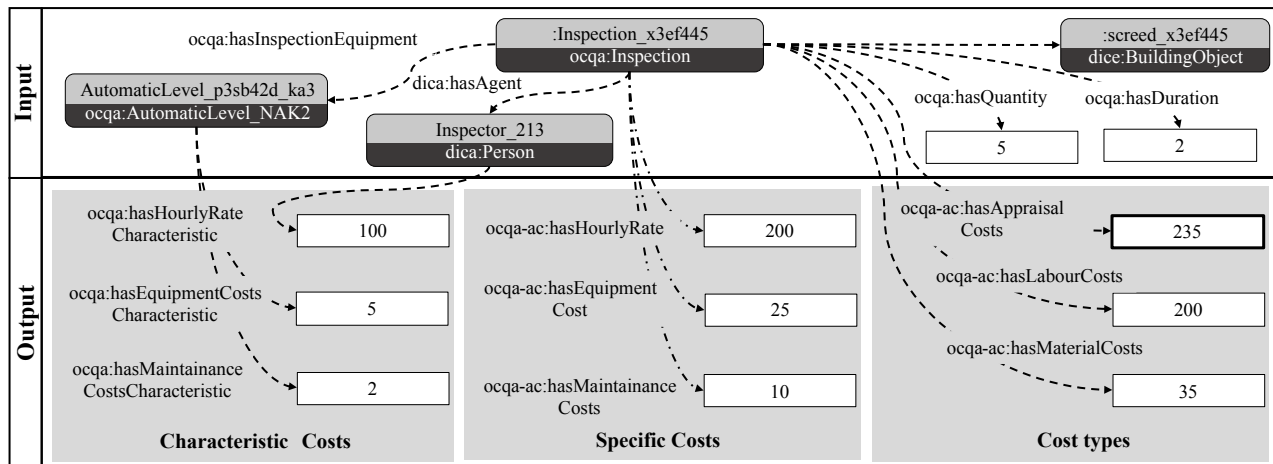 Input
ocqa:hasInspectionEquipment
:Inspection_x3ef445
ocqa:Inspection
:screed_x3ef445
dice:BuildingObject
AutomaticLevel_p3sb42d_ka3
ocqa:AutomaticLevel_NAK2
dica:hasAgent
Inspector_213
dica:Person
ocqa:hasQuantity
5
ocqa:hasDuration
2
Output
ocqa:hasHourlyRate
Characteristic
100
ocqa:hasEquipmentCosts
Characteristic
5
ocqa:hasMaintainance
CostsCharacteristic
2
Characteristic Costs
ocqa-ac:hasHourlyRate
200
ocqa-ac:hasEquipment
Cost
25
ocqa-ac:hasMaintainance
Costs
10
Specific Costs
ocqa-ac:hasAppraisal
Costs
235
ocqa-ac:hasLabourCosts
200
ocqa-ac:hasMaterialCosts
35
Cost types